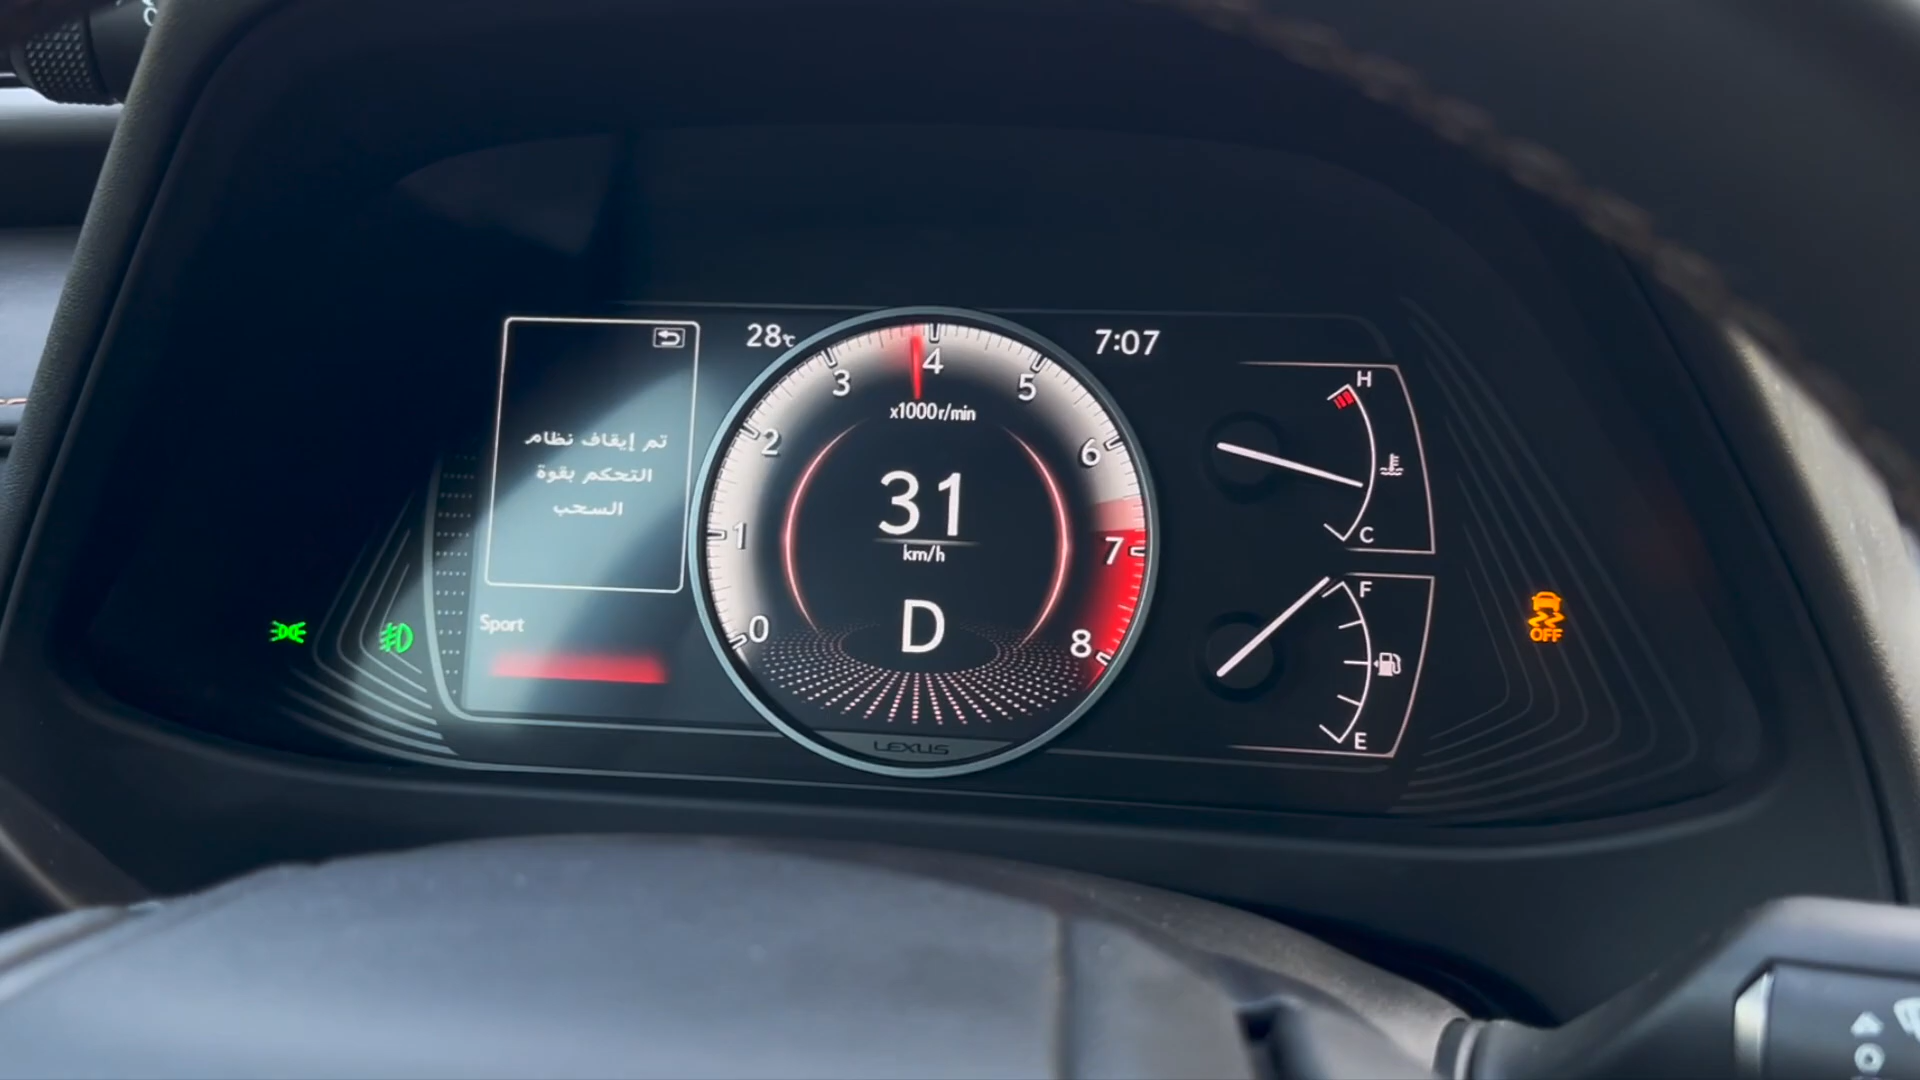 28°C
7:07
تم إيقاف نظام
التحكم بقوة
السحب
Sport
0
1
2
3
4
5
6
7
8
x1000r/min
31
km/h
D
LEXUS
H
C
F
E
OFF